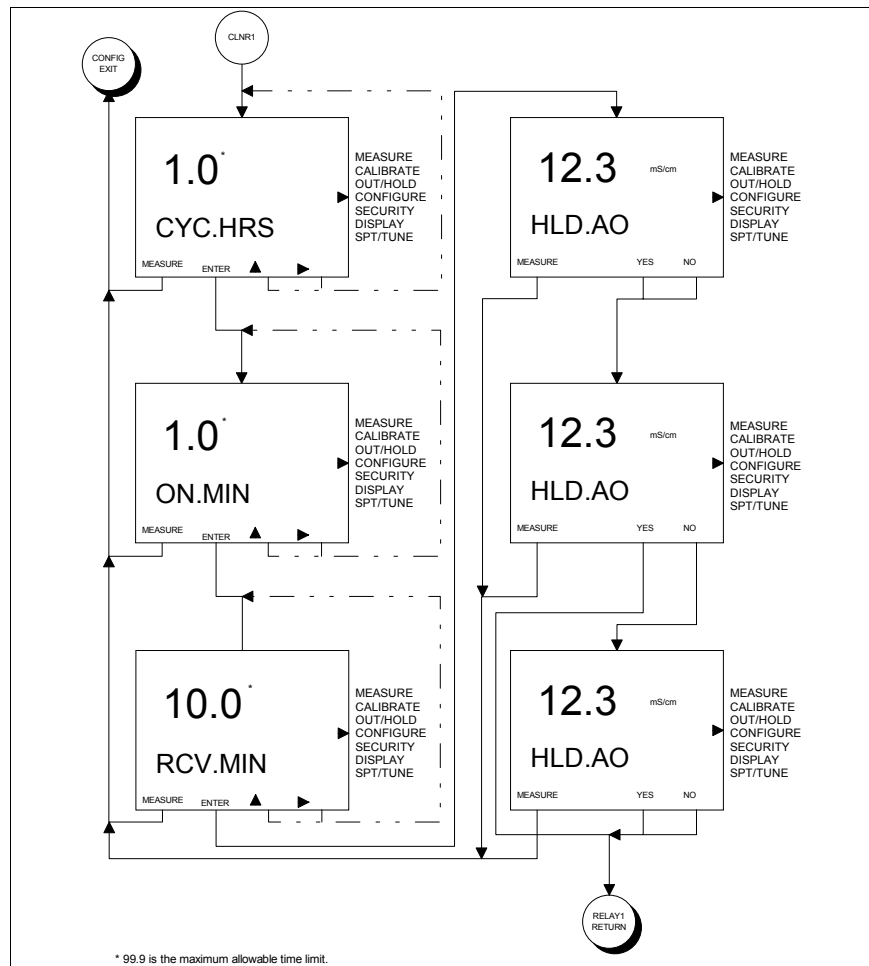 CONFIG
EXIT
CLNR1
1.0*
CYC.HRS
MEASURE
ENTER
MEASURE
CALIBRATE
OUT/HOLD
CONFIGURE
SECURITY
DISPLAY
SPT/TUNE
1.0*
ON.MIN
MEASURE
ENTER
MEASURE
CALIBRATE
OUT/HOLD
CONFIGURE
SECURITY
DISPLAY
SPT/TUNE
10.0*
RCV.MIN
MEASURE
ENTER
MEASURE
CALIBRATE
OUT/HOLD
CONFIGURE
SECURITY
DISPLAY
SPT/TUNE
12.3 mS/cm
HLD.AO
MEASURE YES NO
MEASURE
CALIBRATE
OUT/HOLD
CONFIGURE
SECURITY
DISPLAY
SPT/TUNE
12.3 mS/cm
HLD.AO
MEASURE YES NO
MEASURE
CALIBRATE
OUT/HOLD
CONFIGURE
SECURITY
DISPLAY
SPT/TUNE
12.3 mS/cm
HLD.AO
MEASURE YES NO
MEASURE
CALIBRATE
OUT/HOLD
CONFIGURE
SECURITY
DISPLAY
SPT/TUNE
RELAY1
RETURN
* 99.9 is the maximum allowable time limit.